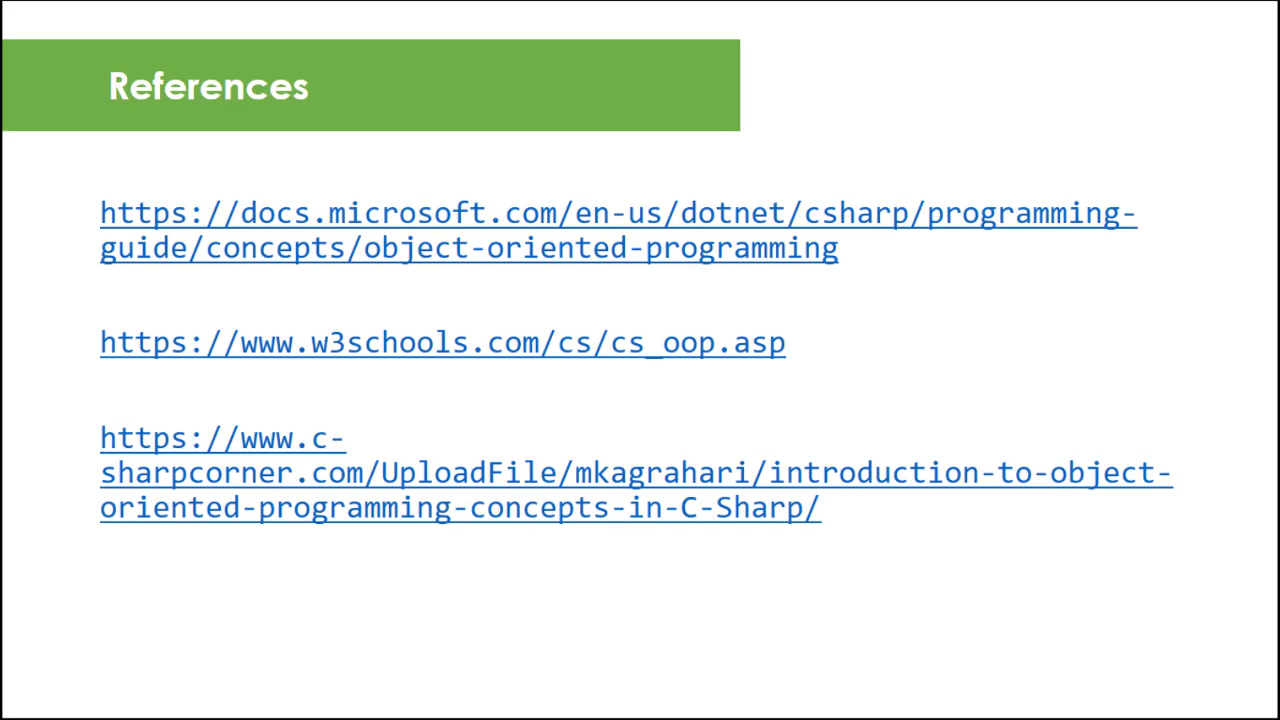 References
https://docs.microsoft.com/en-us/dotnet/csharp/programming-
guide/concepts/object-oriented-programming
https://www.w3schools.com/cs/cs_oop.asp
https://www.c-
sharpcorner.com/UploadFile/mkagrahari/introduction-to-object-
oriented-programming-concepts-in-C-Sharp/